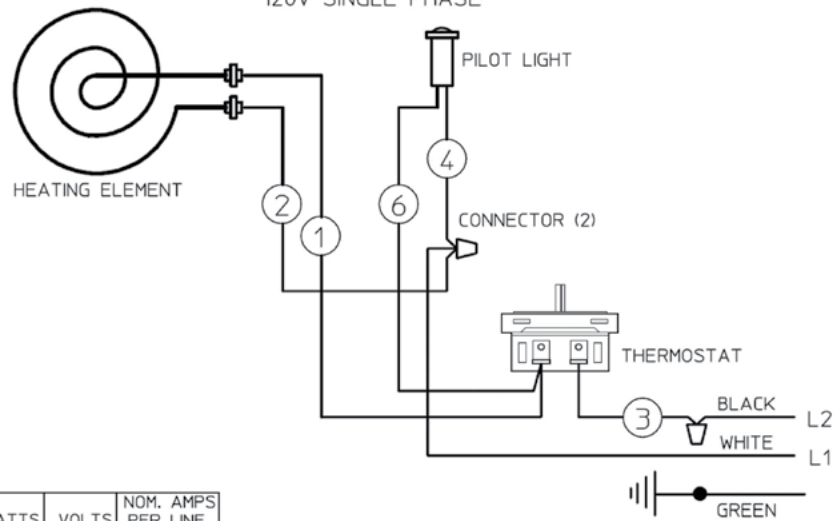 120V SINGLE PHASE
PILOT LIGHT
4
HEATING ELEMENT
2
6
1
CONNECTOR (2)
THERMOSTAT
3
BLACK
L2
WHITE
L1
GREEN
VOLTS
NOM. AMPS
PER LINE